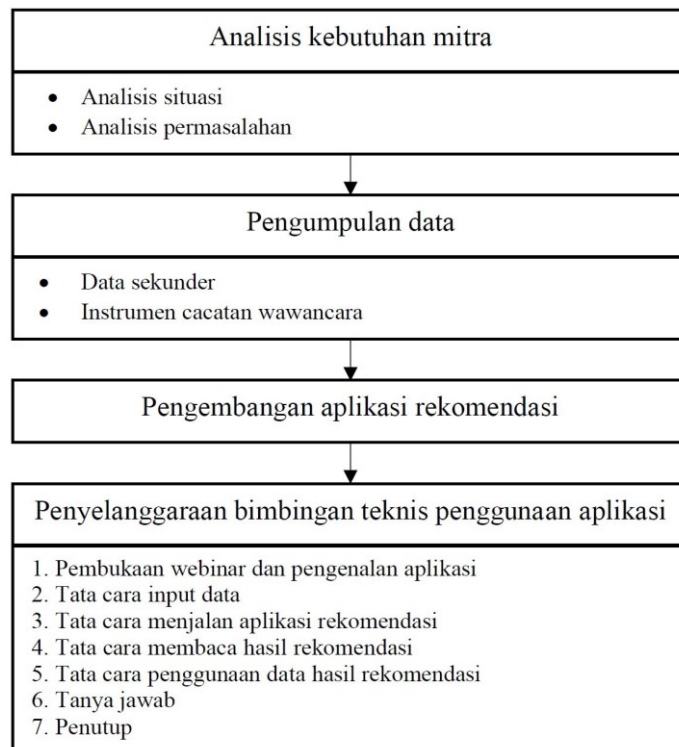 Analisis kebutuhan mitra
• Analisis situasi
• Analisis permasalahan
Pengumpulan data
• Data sekunder
• Instrumen cacatan wawancara
Pengembangan aplikasi rekomendasi
Penyelanggaraan bimbingan teknis penggunaan aplikasi
1. Pembukaan webinar dan pengenalan aplikasi
2. Tata cara input data
3. Tata cara menjalan aplikasi rekomendasi
4. Tata cara membaca hasil rekomendasi
5. Tata cara penggunaan data hasil rekomendasi
6. Tanya jawab
7. Penutup